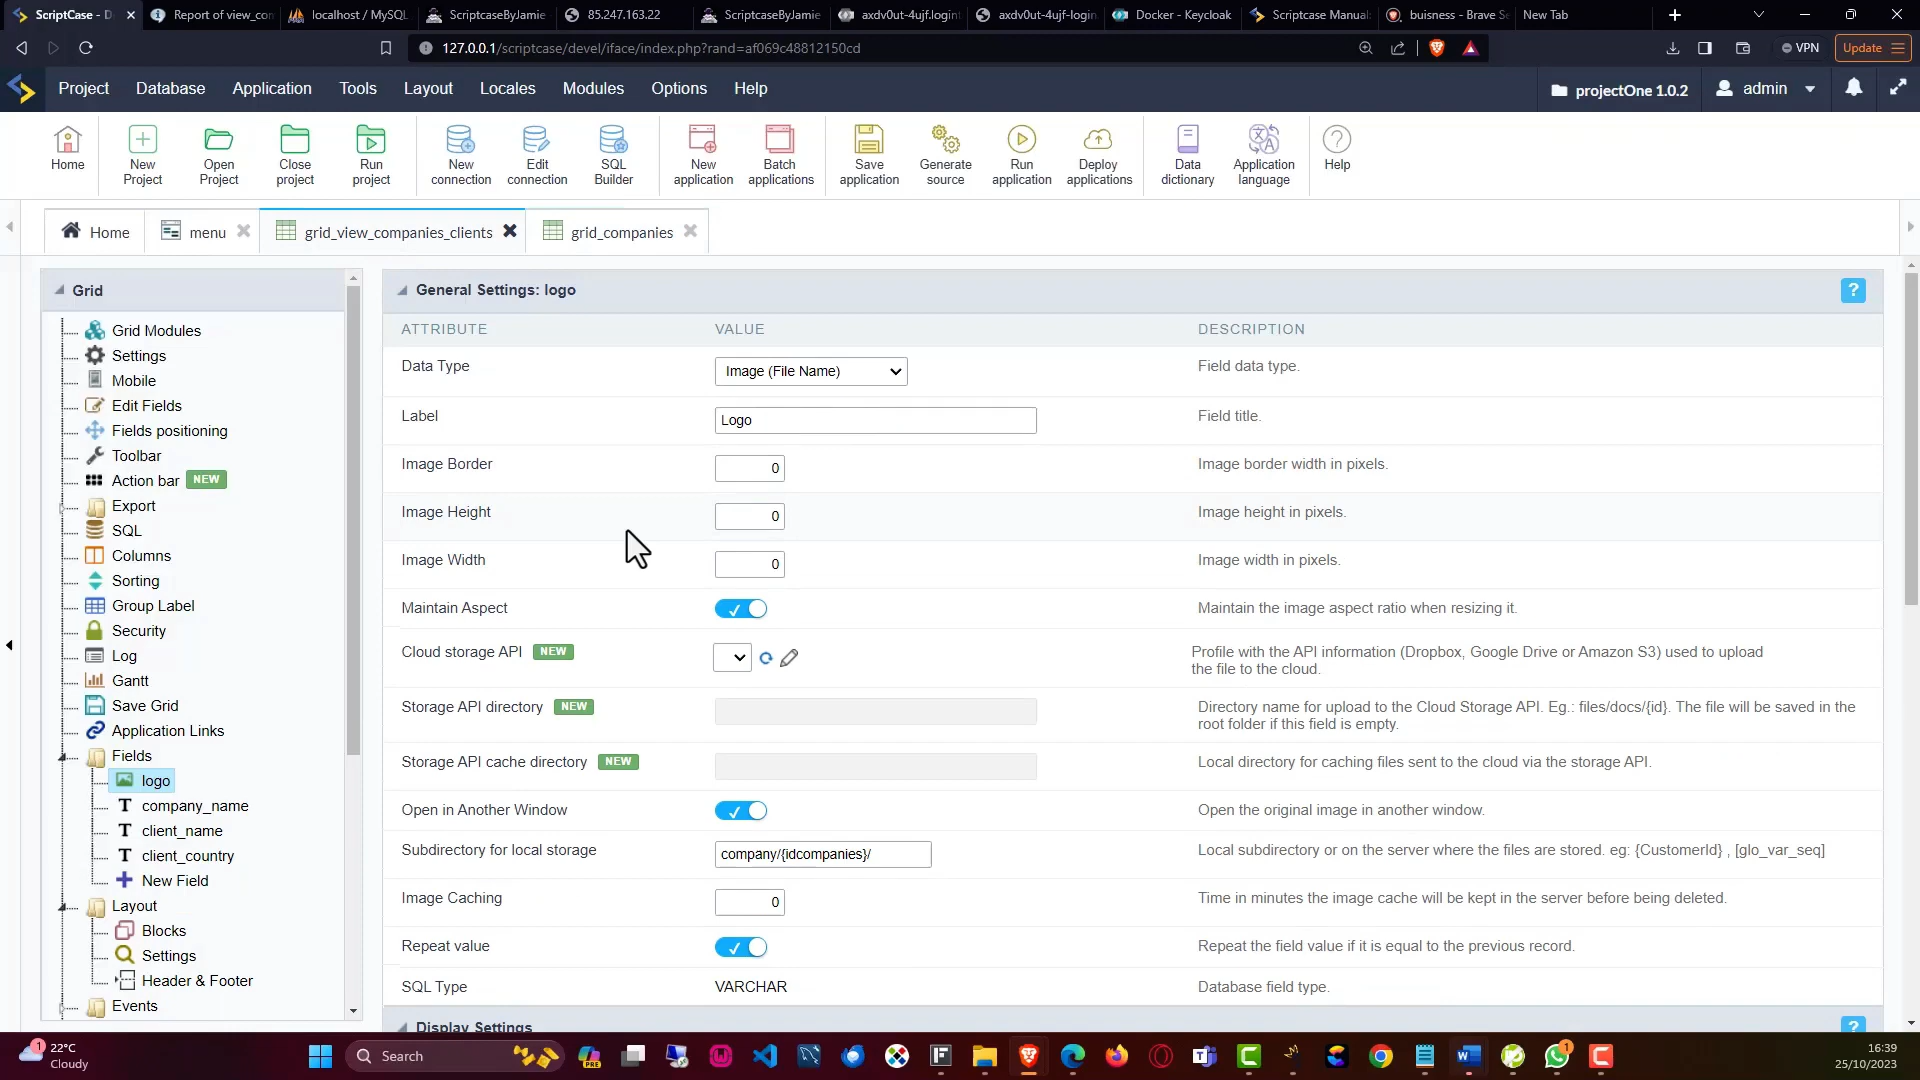 ScriptCase - D
Report of view_con
localhost / MySQL
ScriptcaseByJamie
85.247.163.22
ScriptcaseByJamie
axdv0ut-4ujf.logint
axdv0ut-4ujf-login.
Docker - Keycloak
Scriptcase Manual:
buisness - Brave Se
New Tab
127.0.0.1/scriptcase/devel/iface/index.php?rand=af069c48812150cd
VPN
Update
Project
Database
Application
Tools
Layout
Locales
Modules
Options
Help
projectOne 1.0.2
admin
Home
New Project
Open Project
Close project
Run project
New connection
Edit connection
SQL Builder
New application
Batch applications
Save application
Generate source
Run application
Deploy applications
Data dictionary
Application language
Help
Home
menu
grid_view_companies_clients
grid_companies
Grid
Grid Modules
Settings
Mobile
Edit Fields
Fields positioning
Toolbar
Action bar NEW
Export
SQL
Columns
Sorting
Group Label
Security
Log
Gantt
Save Grid
Application Links
Fields
logo
company_name
client_name
client_country
New Field
Layout
Blocks
Settings
Header & Footer
Events
General Settings: logo
?
ATTRIBUTE VALUE DESCRIPTION
Data Type Image (File Name) Field data type.
Label Logo Field title.
Image Border 0 Image border width in pixels.
Image Height 0 Image height in pixels.
Image Width 0 Image width in pixels.
Maintain Aspect Maintain the image aspect ratio when resizing it.
Cloud storage API NEW Profile with the API information (Dropbox, Google Drive or Amazon S3) used to upload
the file to the cloud.
Storage API directory NEW Directory name for upload to the Cloud Storage API. Eg.: files/docs/{id}. The file will be saved in the
root folder if this field is empty.
Storage API cache directory NEW Local directory for caching files sent to the cloud via the storage API.
Open in Another Window Open the original image in another window.
Subdirectory for local storage company/{idcompanies}/ Local subdirectory or on the server where the files are stored. eg: {CustomerId} , [glo_var_seq]
Image Caching 0 Time in minutes the image cache will be kept in the server before being deleted.
Repeat value Repeat the field value if it is equal to the previous record.
SQL Type VARCHAR Database field type.
Display Settings
?
1
22°C
Cloudy
Search
PRE
1
16:39
25/10/2023